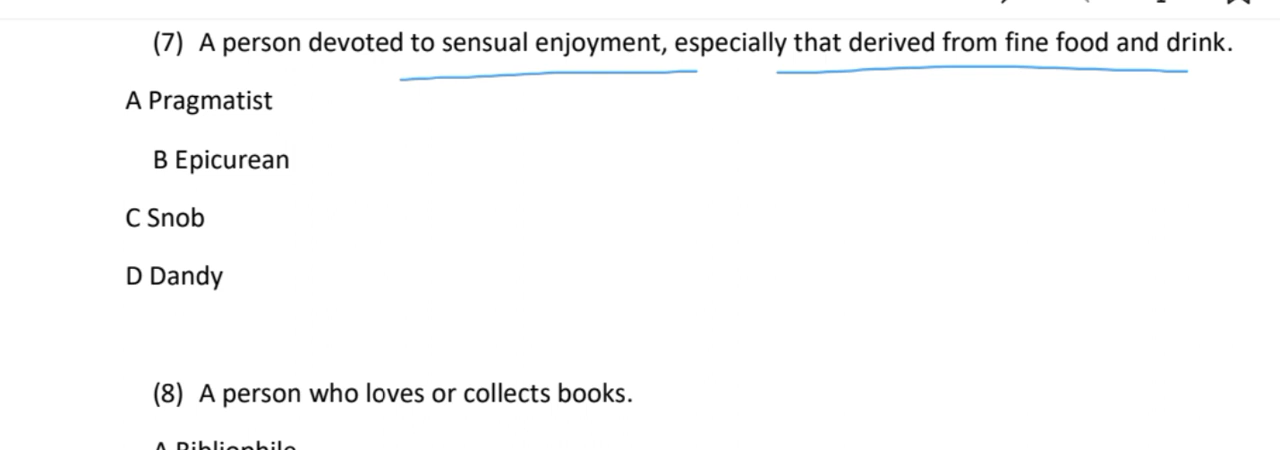 (7) A person devoted to sensual enjoyment, especially that derived from fine food and drink.
A Pragmatist
B Epicurean
C Snob
D Dandy
(8) A person who loves or collects books.
A Bibliophile